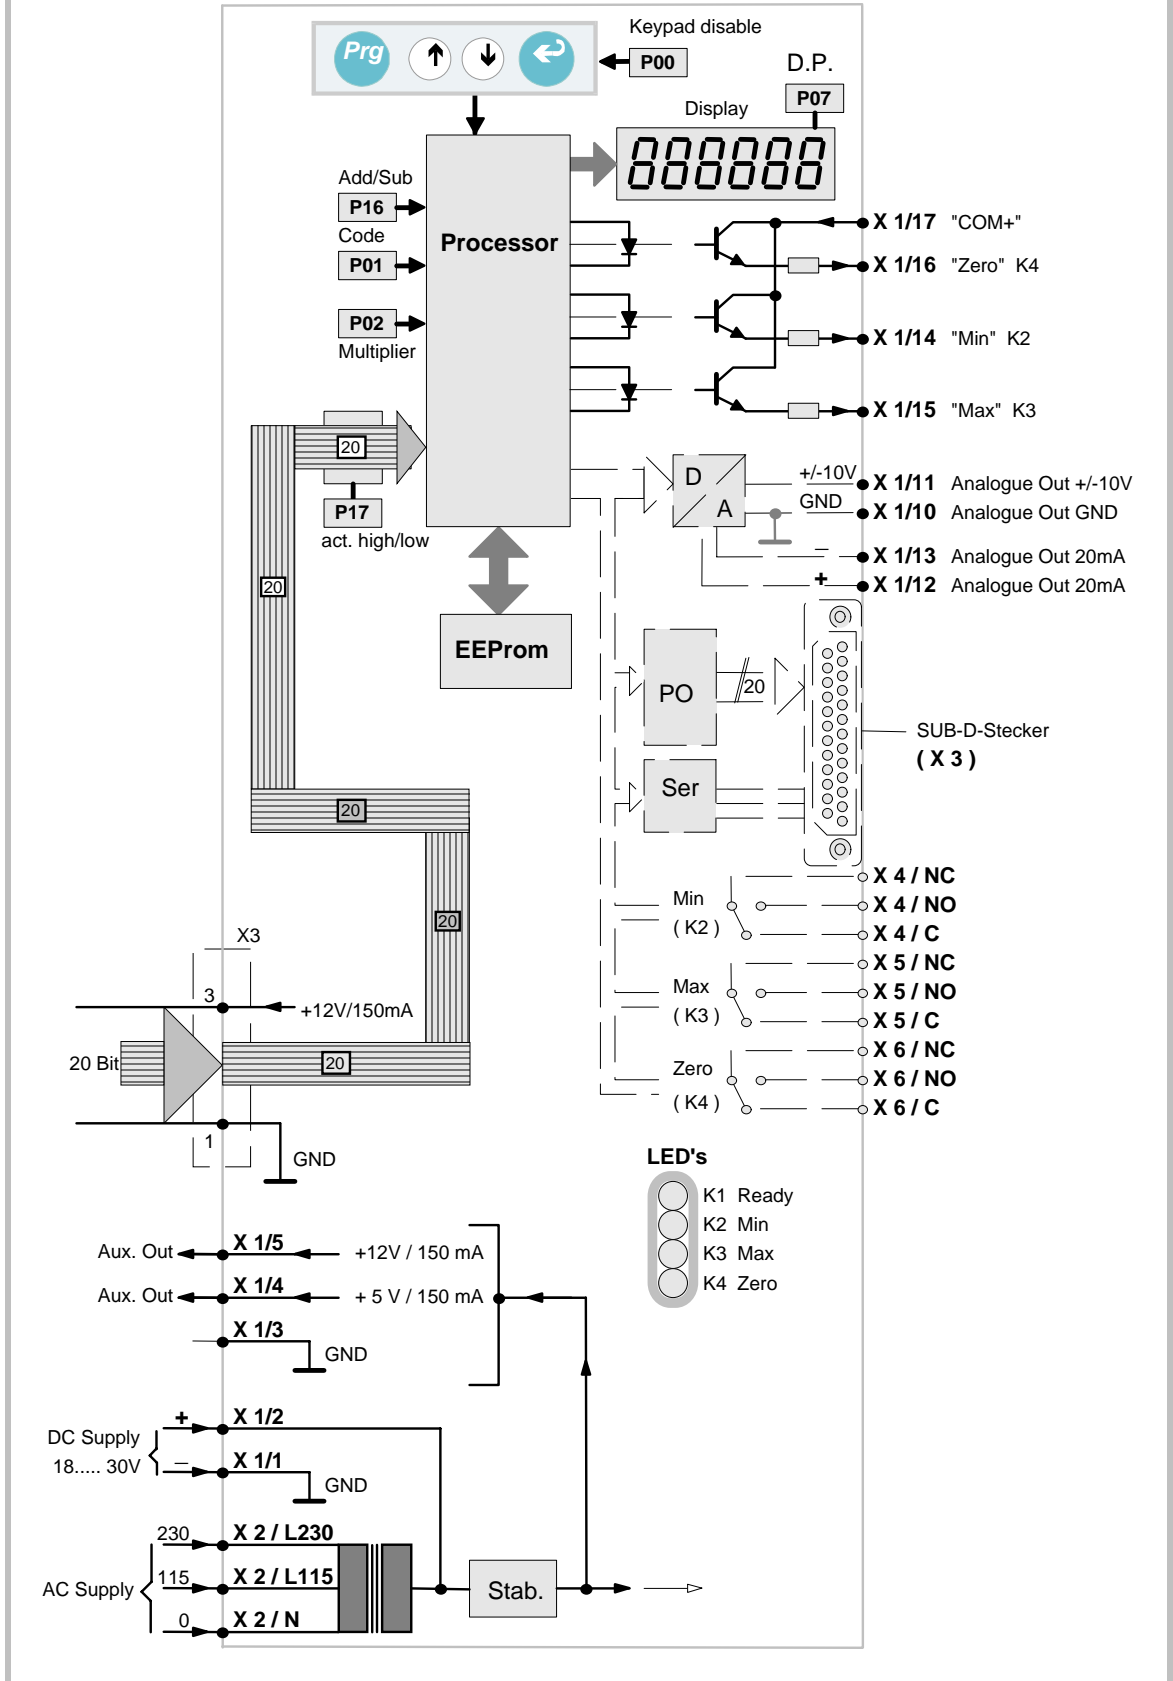 Keypad disable
Prg
P00
D.P.
P07
Display
888888
Add/Sub
P16
Code
P01
P02
Multiplier
Processor
X 1/17 "COM+"
X 1/16 "Zero" K4
X 1/14 "Min" K2
X 1/15 "Max" K3
20
P17
act. high/low
D
A
+/-10V
X 1/11 Analogue Out +/-10V
GND
X 1/10 Analogue Out GND
– X 1/13 Analogue Out 20mA
+ X 1/12 Analogue Out 20mA
20
EEProm
PO
20
SUB-D-Stecker
( X 3 )
Ser
20
X 4 / NC
Min
X 4 / NO
( K2 )
X 4 / C
20
X3
X 5 / NC
Max
X 5 / NO
( K3 )
X 5 / C
3
+12V/150mA
X 6 / NC
20 Bit
20
Zero
X 6 / NO
( K4 )
X 6 / C
1
GND
LED's
K1 Ready
K2 Min
K3 Max
K4 Zero
Aux. Out
X 1/5
+12V / 150 mA
Aux. Out
X 1/4
+ 5 V / 150 mA
X 1/3
GND
+
X 1/2
DC Supply
18..... 30V
–
X 1/1
GND
230
X 2 / L230
AC Supply
115
X 2 / L115
Stab.
0
X 2 / N